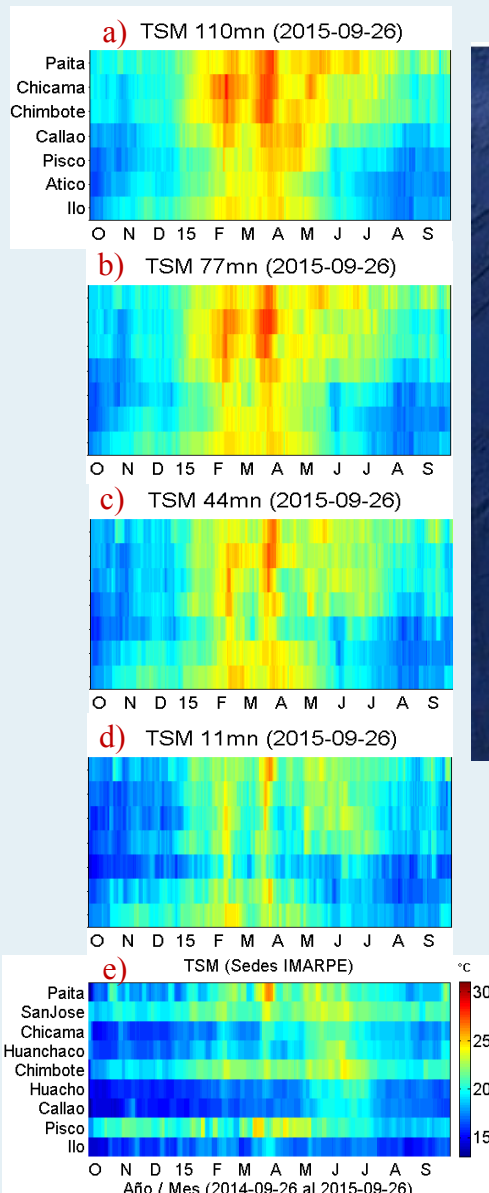 a) TSM 110mn (2015-09-26)
Paita
Chicama
Chimbote
Callao
Pisco
Atico
Ilo
O N D 15 F M A M J J A S
b) TSM 77mn (2015-09-26)
O N D 15 F M A M J J A S
c) TSM 44mn (2015-09-26)
O N D 15 F M A M J J A S
d) TSM 11mn (2015-09-26)
O N D 15 F M A M J J A S
e) TSM (Sedes IMARPE) °C
Paita
SanJose
Chicama
Huanchaco
Chimbote
Huacho
Callao
Pisco
Ilo
30
25
20
15
O N D 15 F M A M J J A S
Año / Mes (2014-09-26 al 2015-09-26)